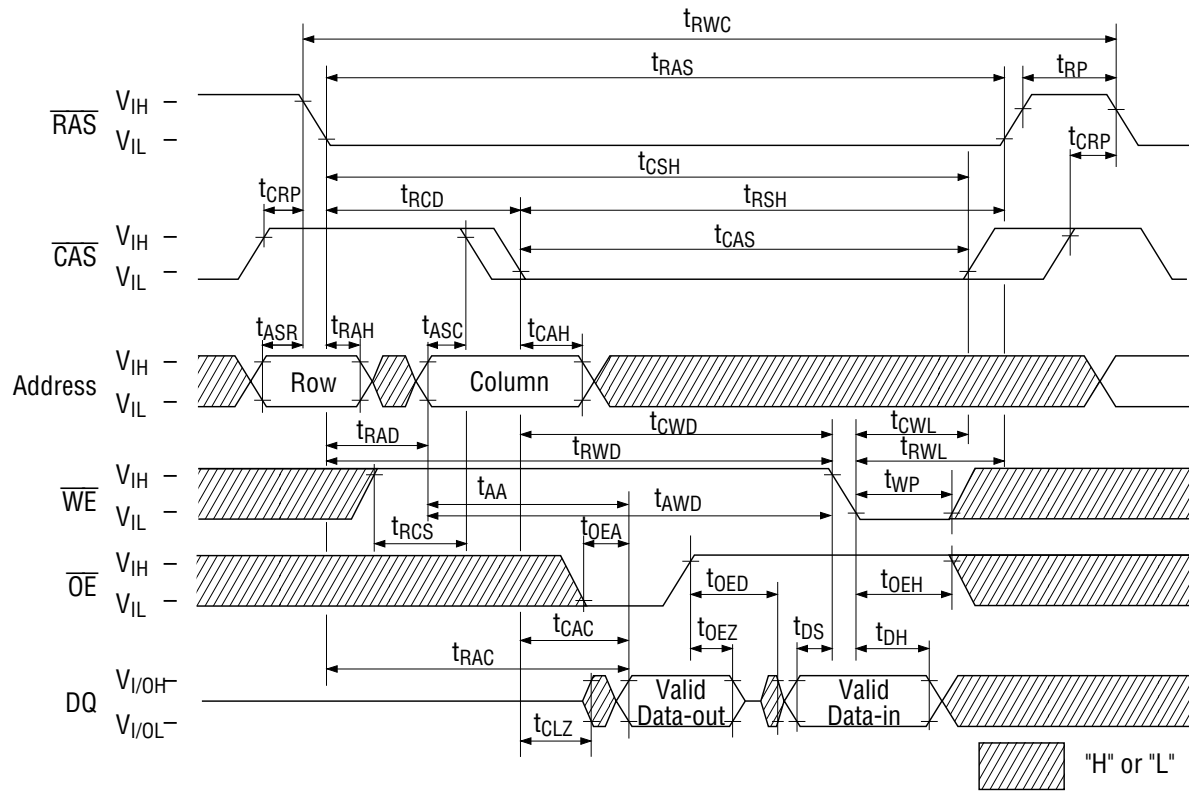 tRWC
tRAS
tRP
RAS
VIH
VIL
tCRP
tCSH
tCRP
tRCD
tRSH
CAS
VIH
VIL
tCAS
tASR
tRAH
tASC
tCAH
Address
VIH
VIL
Row
Column
tRAD
tCWD
tCWL
tRWD
tRWL
WE
VIH
VIL
tAA
tAWD
tWP
tRCS
tOEA
OE
VIH
VIL
tOED
tOEH
tCAC
tOEZ
tDS
tDH
tRAC
DQ
VI/OH
VI/OL
Valid
Data-out
Valid
Data-in
tCLZ
"H" or "L"